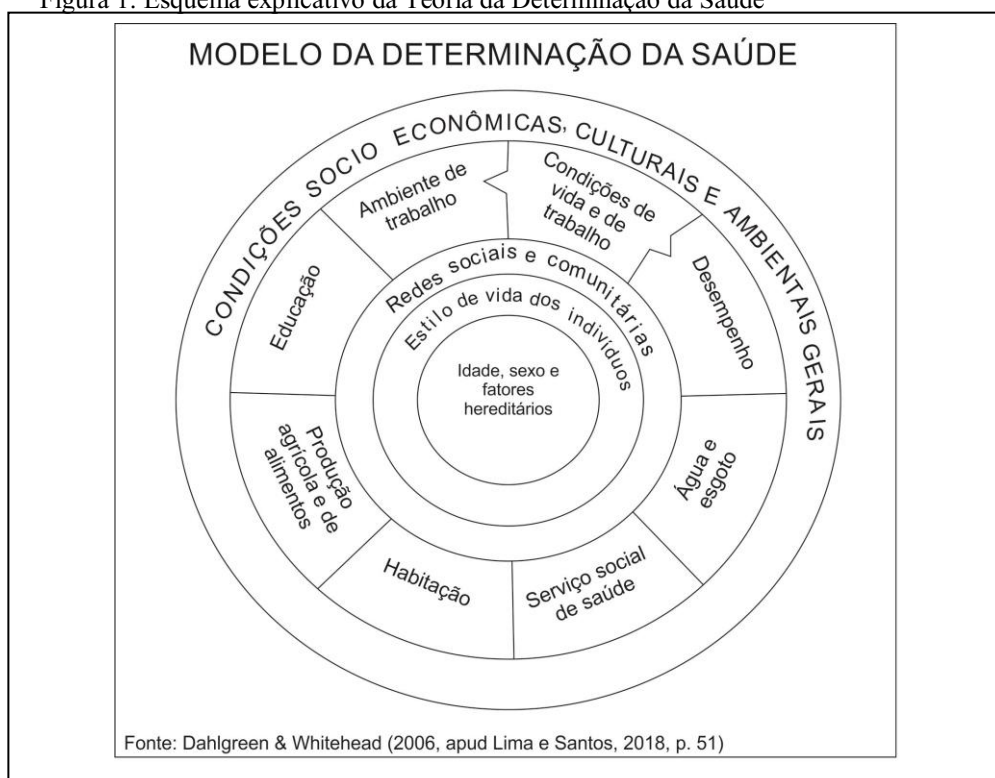 Figura 1: Esquema explicativo da Teoria da Determinação da Saúde
MODELO DA DETERMINAÇÃO DA SAÚDE
CONDIÇÕES SOCIO ECONÔMICAS, CULTURAIS E AMBIENTAIS GERAIS
Ambiente de
trabalho
Condições de
vida e de
trabalho
Educação
Desempenho
Redes sociais e comunitárias
Estilo de vida dos indivíduos
Idade, sexo e
fatores
hereditários
Produção
agrícola e de
alimentos
Água e
esgoto
Habitação
Serviço social
de saúde
Fonte: Dahlgreen & Whitehead (2006, apud Lima e Santos, 2018, p. 51)